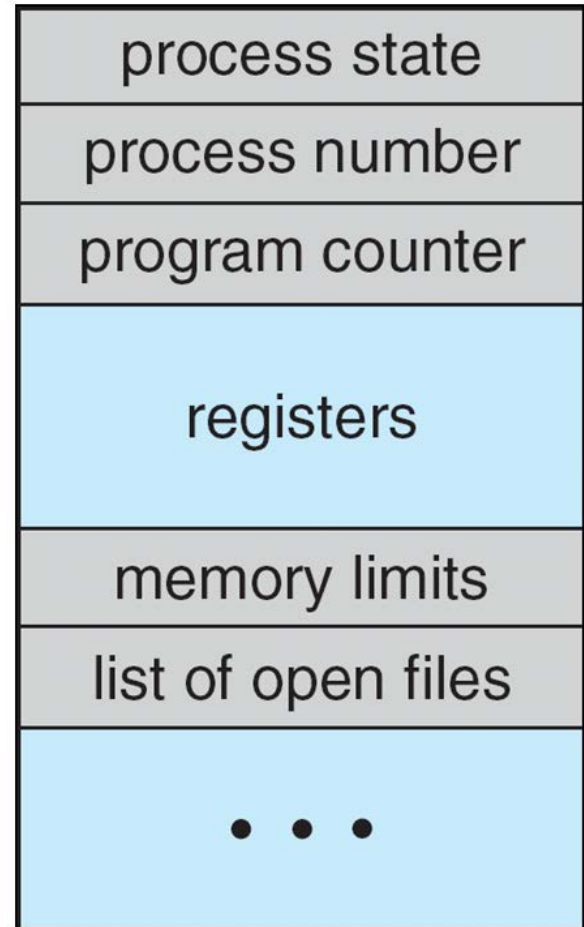 process state
process number
program counter
registers
memory limits
list of open files
• • •